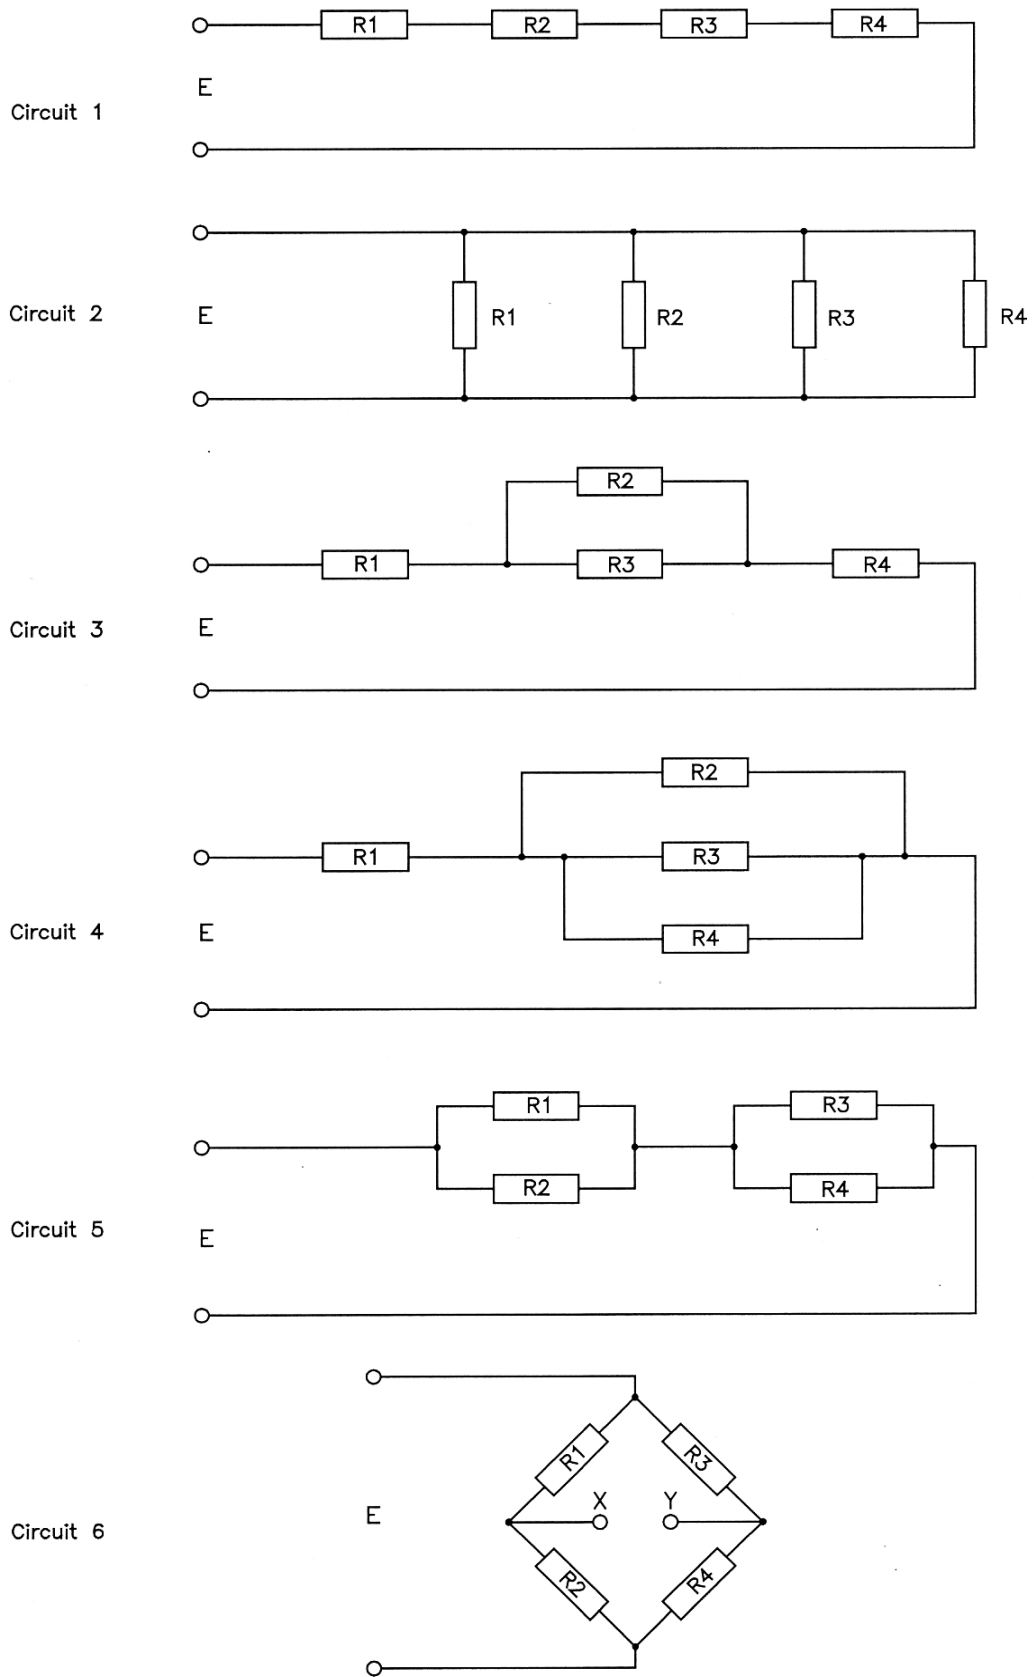 R1 R2 R3 R4
E
Circuit 1
Circuit 2 E R1 R2 R3 R4
R2
R1 R3 R4
Circuit 3 E
R2
R1 R3
Circuit 4 E
R4
R1 R3
R2 R4
Circuit 5 E
R1 R3
X Y
E
Circuit 6
R2 R4